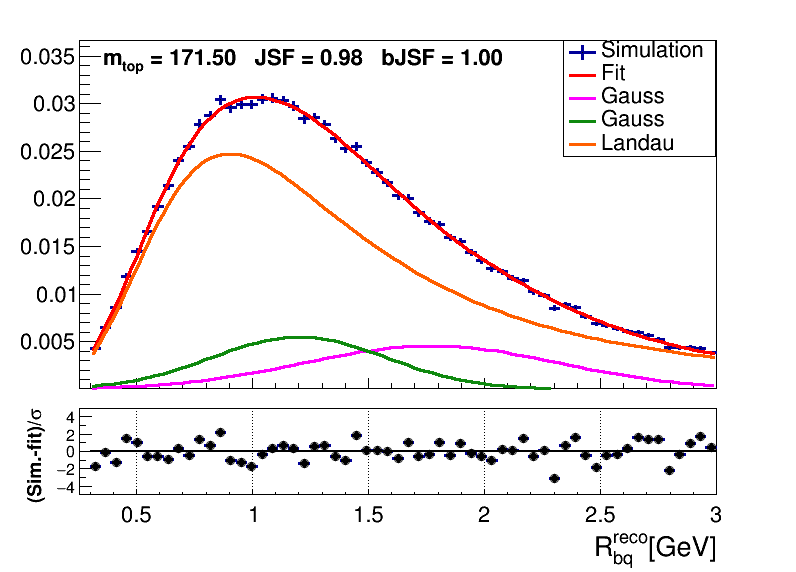 m_top = 171.50 JSF = 0.98 bJSF = 1.00
Simulation
Fit
Gauss
Gauss
Landau
0.035
0.03
0.025
0.02
0.015
0.01
0.005
(Sim.-fit)/σ
4
2
0
−2
−4
0.5 1 1.5 2 2.5 3
R_bq^reco[GeV]